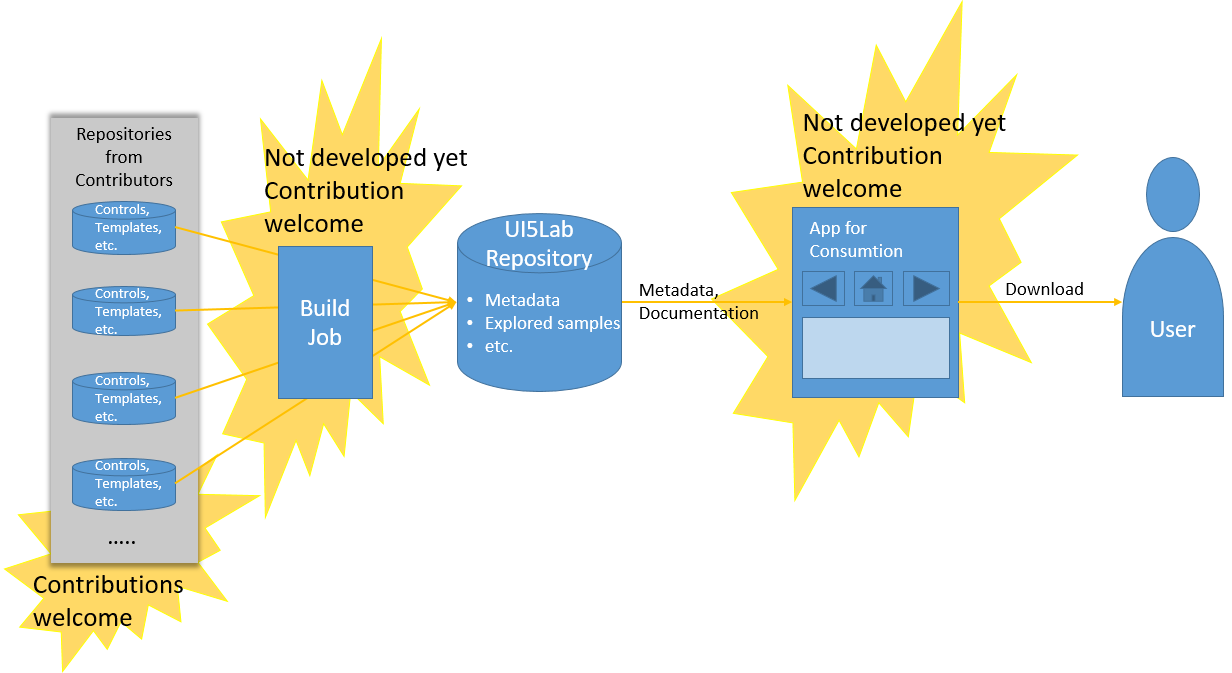 Repositories
from
Contributors
Controls,
Templates,
etc.
Controls,
Templates,
etc.
Controls,
Templates,
etc.
Controls,
Templates,
etc.
.....
Contributions
welcome
Not developed yet
Contribution
welcome
Build
Job
UI5Lab
Repository
• Metadata
• Explored samples
• etc.
Metadata,
Documentation
Not developed yet
Contribution
welcome
App for
Consumtion
Download
User